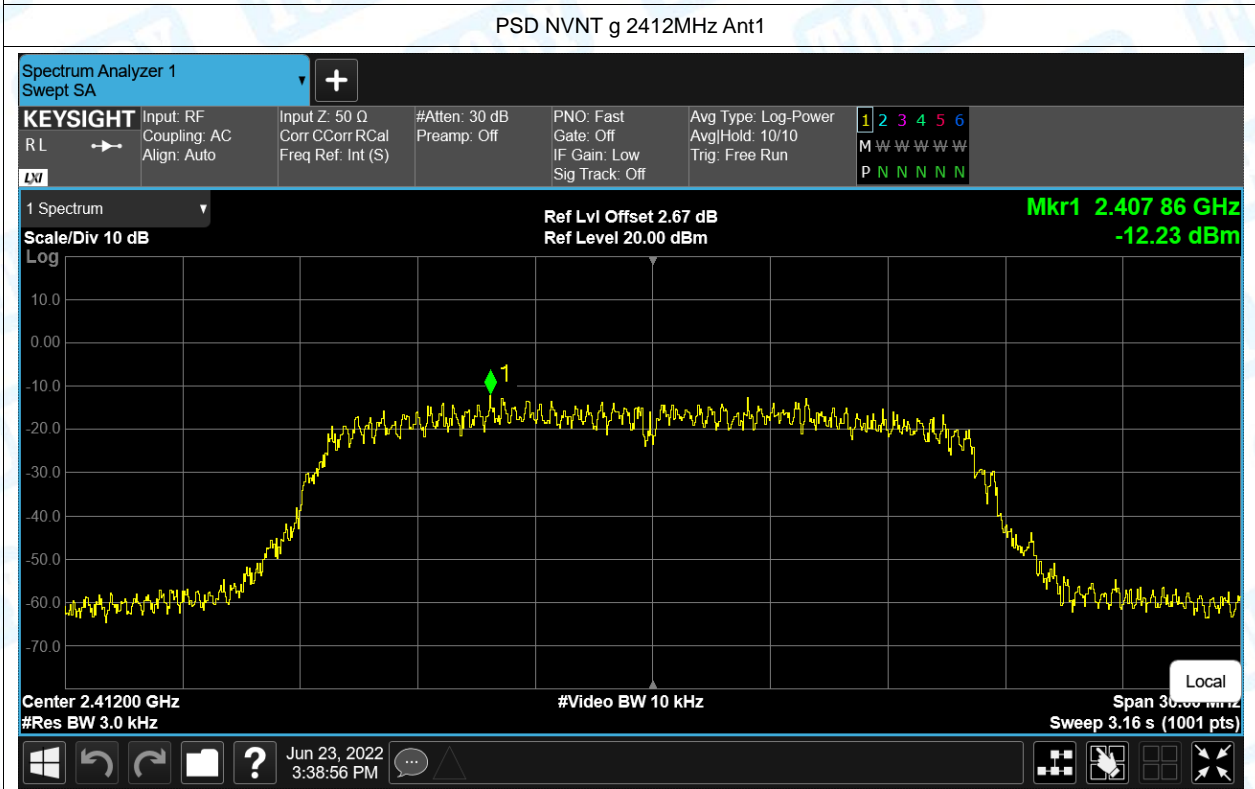 PSD NVNT g 2412MHz Ant1
Spectrum Analyzer 1
Swept SA
KEYSIGHT
R L
LXI
Input: RF
Coupling: AC
Align: Auto
Input Z: 50 Ω
Corr CCorr RCal
Freq Ref: Int (S)
#Atten: 30 dB
Preamp: Off
PNO: Fast
Gate: Off
IF Gain: Low
Sig Track: Off
Avg Type: Log-Power
Avg|Hold: 10/10
Trig: Free Run
1 2 3 4 5 6
M W W W W W W
P N N N N N N
1 Spectrum
Scale/Div 10 dB
Ref Lvl Offset 2.67 dB
Ref Level 20.00 dBm
Mkr1 2.407 86 GHz
-12.23 dBm
Log
10.0
0.00
-10.0
-20.0
-30.0
-40.0
-50.0
-60.0
-70.0
1
Local
Center 2.41200 GHz
#Video BW 10 kHz
Span 30.00 MHz
#Res BW 3.0 kHz
Sweep 3.16 s (1001 pts)
?
Jun 23, 2022
3:38:56 PM